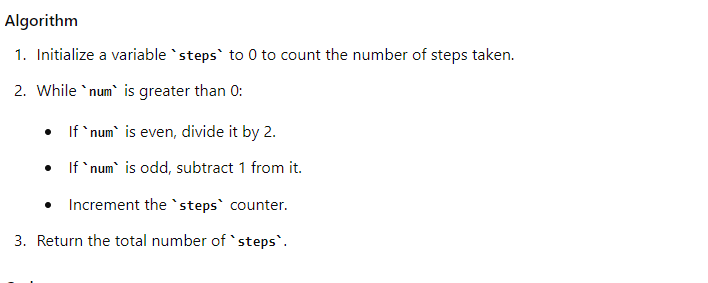 Algorithm
1. Initialize a variable `steps` to 0 to count the number of steps taken.
2. While `num` is greater than 0:
• If `num` is even, divide it by 2.
• If `num` is odd, subtract 1 from it.
• Increment the `steps` counter.
3. Return the total number of `steps`.